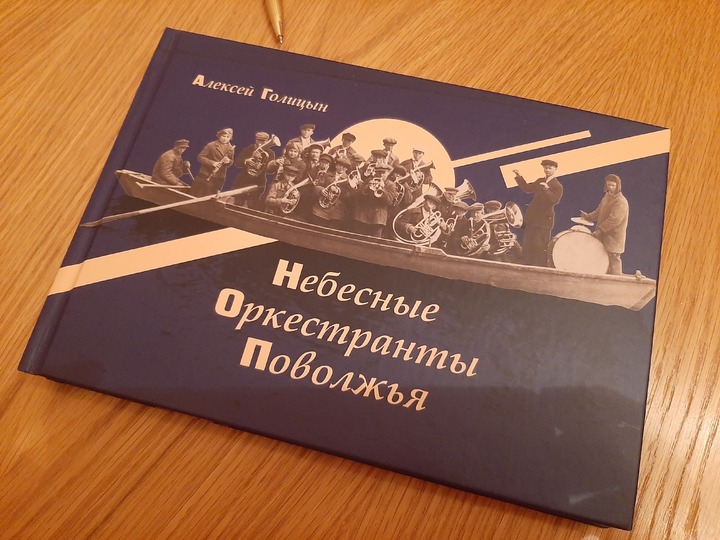 Алексей Голицын
Небесные
Оркестранты
Поволжья